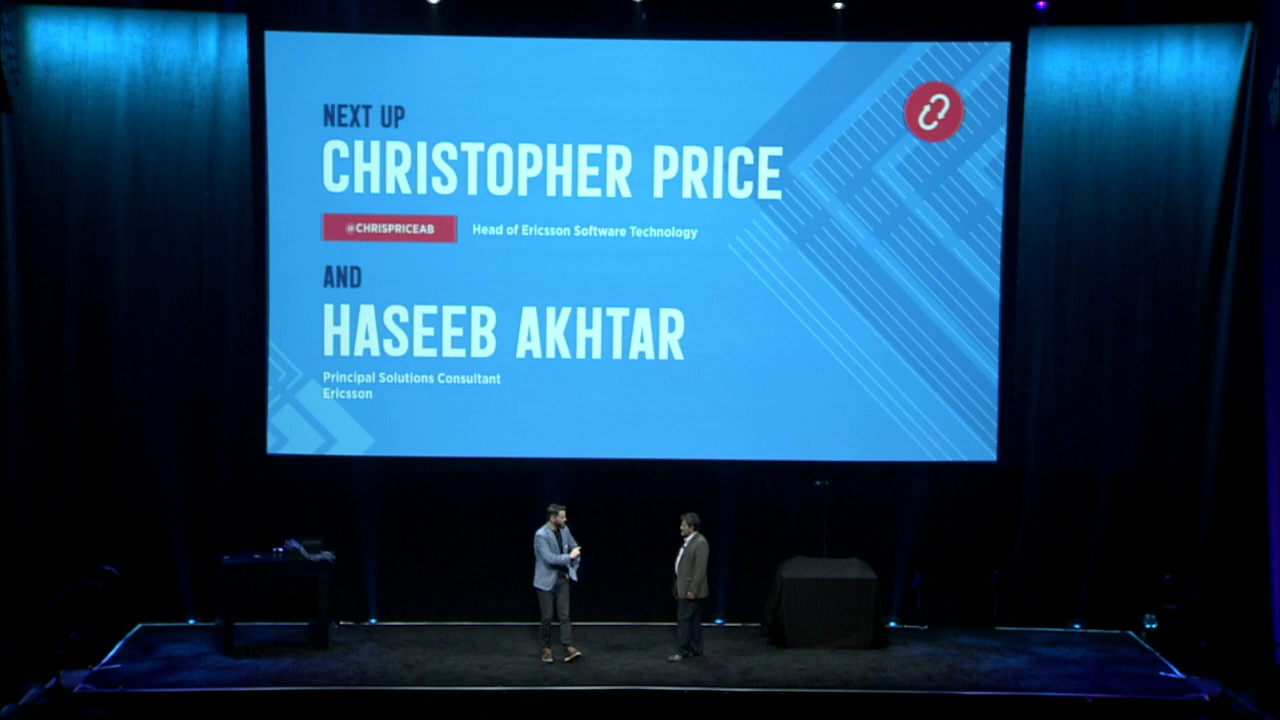 NEXT UP
CHRISTOPHER PRICE
@CHRISPRICEAB Head of Ericsson Software Technology
AND
HASEEB AKHTAR
Principal Solutions Consultant
Ericsson